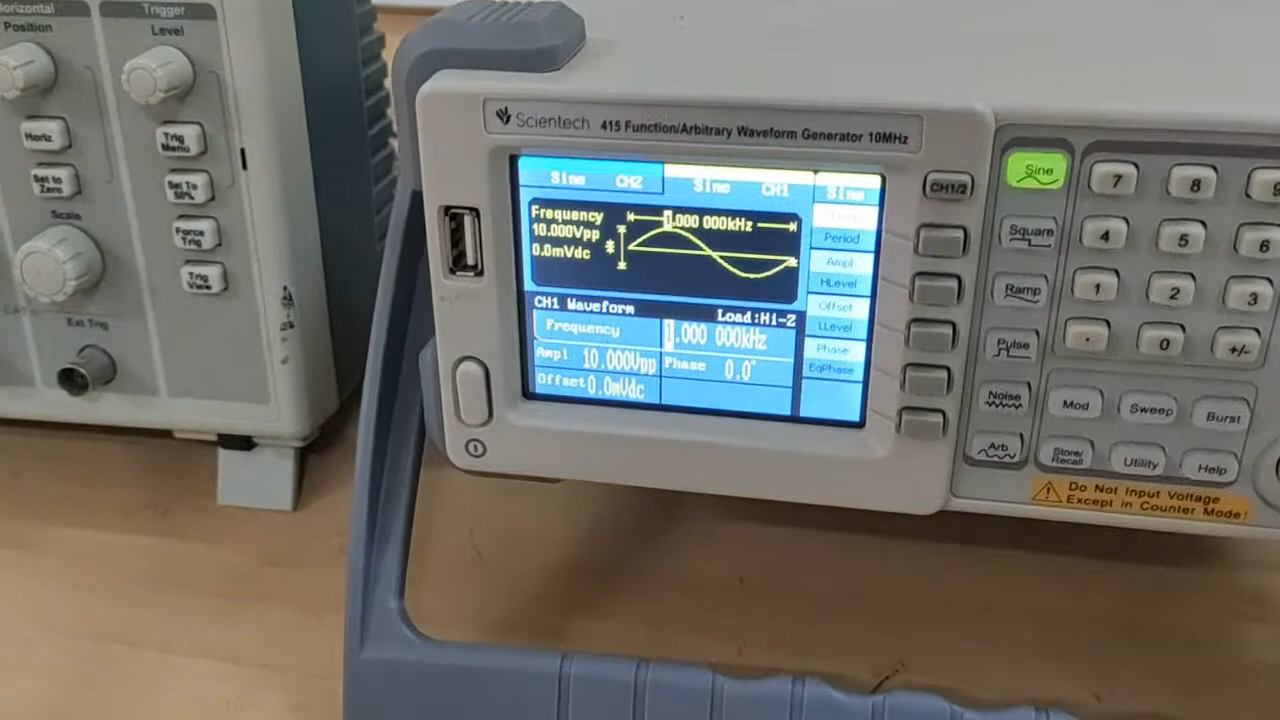 Horizontal
Position
Horiz
Set to
Zero
Scale
Trigger
Level
Trig
Menu
Set To
50%
Force
Trig
Trig
View
Ext Trig
Scientech 415 Function/Arbitrary Waveform Generator 10MHz
Sine CH2 Sine CH1 Sine
Frequency 1.000 000kHz
10.000Vpp
0.0mVdc
Period
Ampl
HLevel
Offset
LLevel
Phase
EqPhase
CH1 Waveform Load:Hi-Z
Frequency 1.000 000kHz
Ampl 10.000Vpp Phase 0.0°
Offset 0.0mVdc
CH1/2
Sine
Square
Ramp
Pulse
Noise
Arb
7 8 9
4 5 6
1 2 3
. 0 +/-
Mod Sweep Burst
Store/
Recall Utility Help
Do Not Input Voltage
Except in Counter Mode!